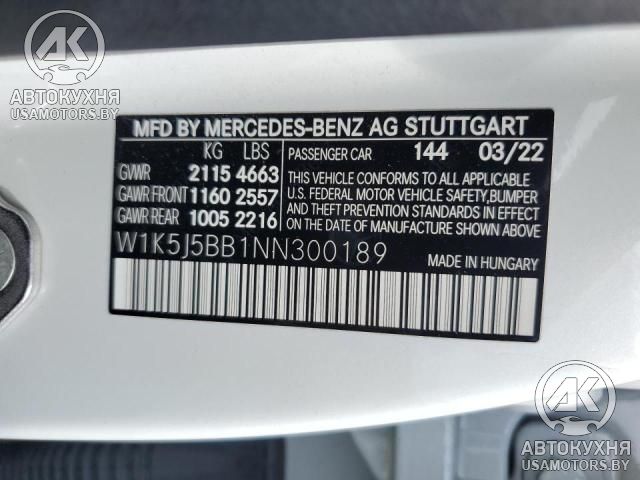 AK
АВТОКУХНЯ
USAMOTORS.BY
MFD BY MERCEDES-BENZ AG STUTTGART
KG LBS
PASSENGER CAR 144 03/22
GVWR 2115 4663
GAWR FRONT 1160 2557
GAWR REAR 1005 2216
THIS VEHICLE CONFORMS TO ALL APPLICABLE
U.S. FEDERAL MOTOR VEHICLE SAFETY, BUMPER
AND THEFT PREVENTION STANDARDS IN EFFECT
ON THE DATE OF MANUFACTURE SHOWN ABOVE.
W1K5J5BB1NN300189
MADE IN HUNGARY
AK
АВТОКУХНЯ
USAMOTORS.BY